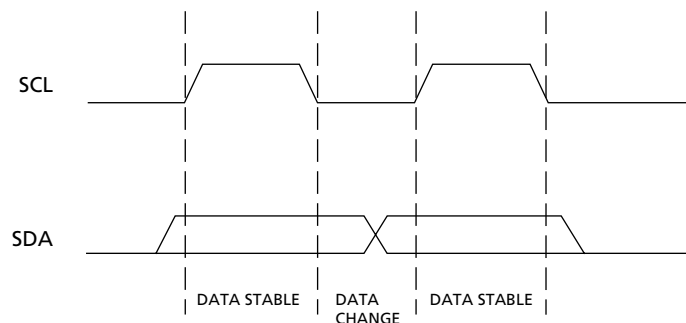 SCL
SDA
DATA STABLE
DATA
CHANGE
DATA STABLE